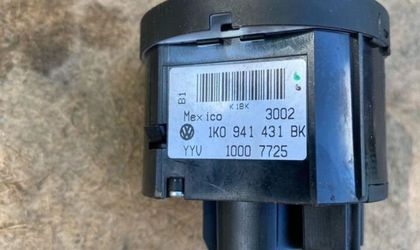 B1
K1BK
Mexico 3002
1K0 941 431 BK
YYV 1000 7725